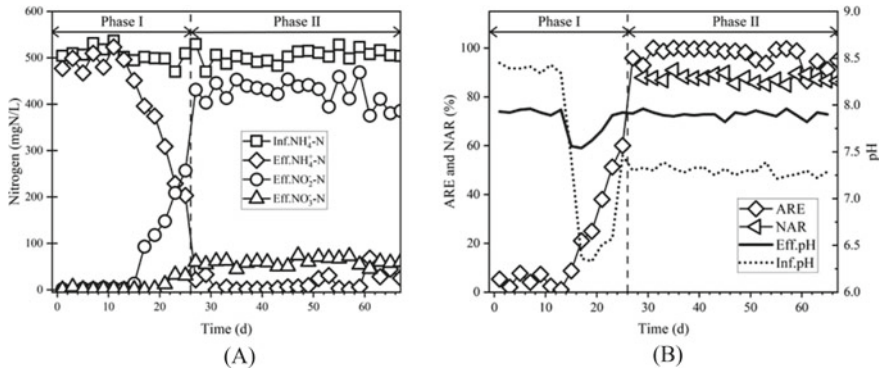 Phase I
Phase II
600
500
400
300
200
100
0
Nitrogen (mgN/L)
Inf.NH₄⁺-N
Eff.NH₄⁺-N
Eff.NO₂⁻-N
Eff.NO₃⁻-N
0 10 20 30 40 50 60
Time (d)
(A)
Phase I
Phase II
100
80
60
40
20
0
ARE and NAR (%)
9.0
8.5
8.0
7.5
7.0
6.5
6.0
pH
ARE
NAR
Eff.pH
Inf.pH
0 10 20 30 40 50 60
Time (d)
(B)